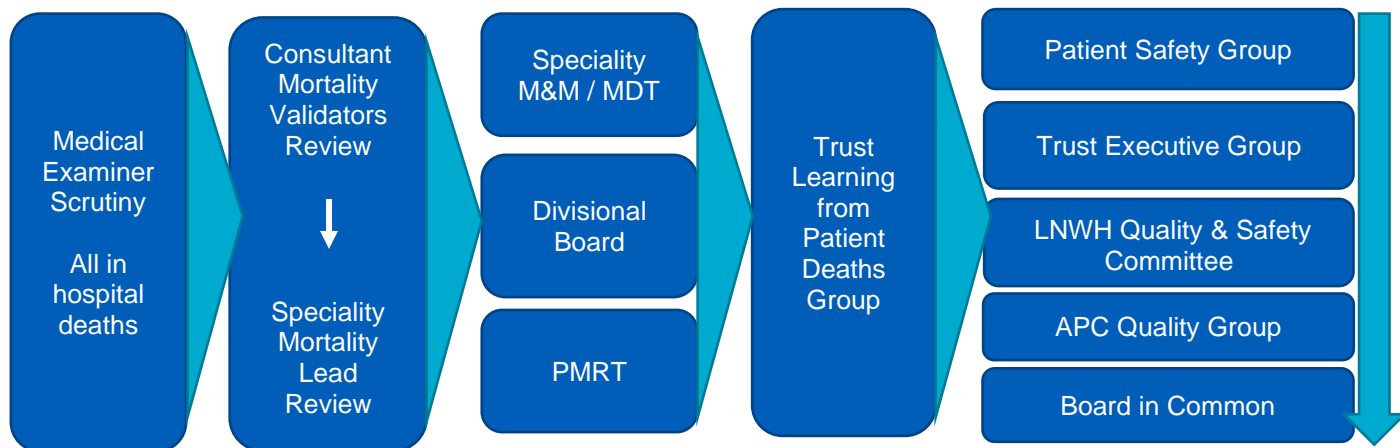 Medical
Examiner
Scrutiny
All in
hospital
deaths
Consultant
Mortality
Validators
Review
Speciality
Mortality
Lead
Review
Speciality
M&M / MDT
Divisional
Board
PMRT
Trust
Learning
from
Patient
Deaths
Group
Patient Safety Group
Trust Executive Group
LNWH Quality & Safety
Committee
APC Quality Group
Board in Common